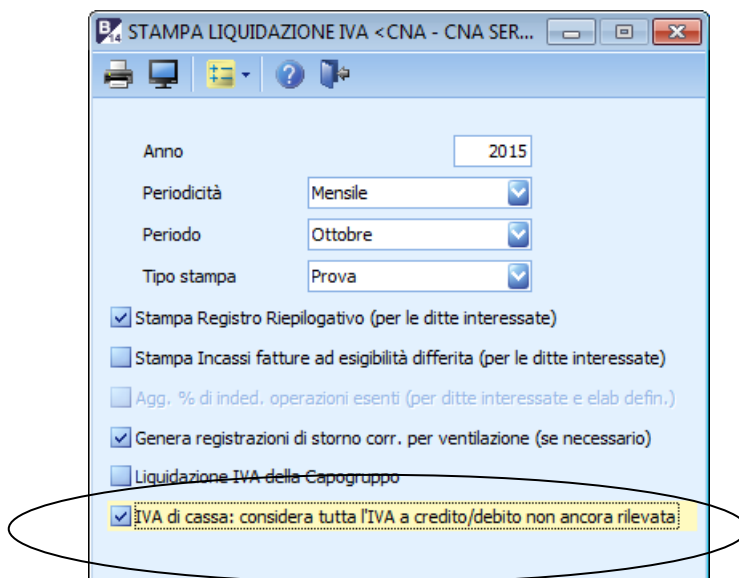 B 14 STAMPA LIQUIDAZIONE IVA <CNA - CNA SER...
Anno 2015
Periodicità Mensile
Periodo Ottobre
Tipo stampa Prova
Stampa Registro Riepilogativo (per le ditte interessate)
Stampa Incassi fatture ad esigibilità differita (per le ditte interessate)
Agg. % di inded. operazioni esenti (per ditte interessate e elab defin.)
Genera registrazioni di storno corr. per ventilazione (se necessario)
Liquidazione IVA della Capogruppo
IVA di cassa: considera tutta l'IVA a credito/debito non ancora rilevata